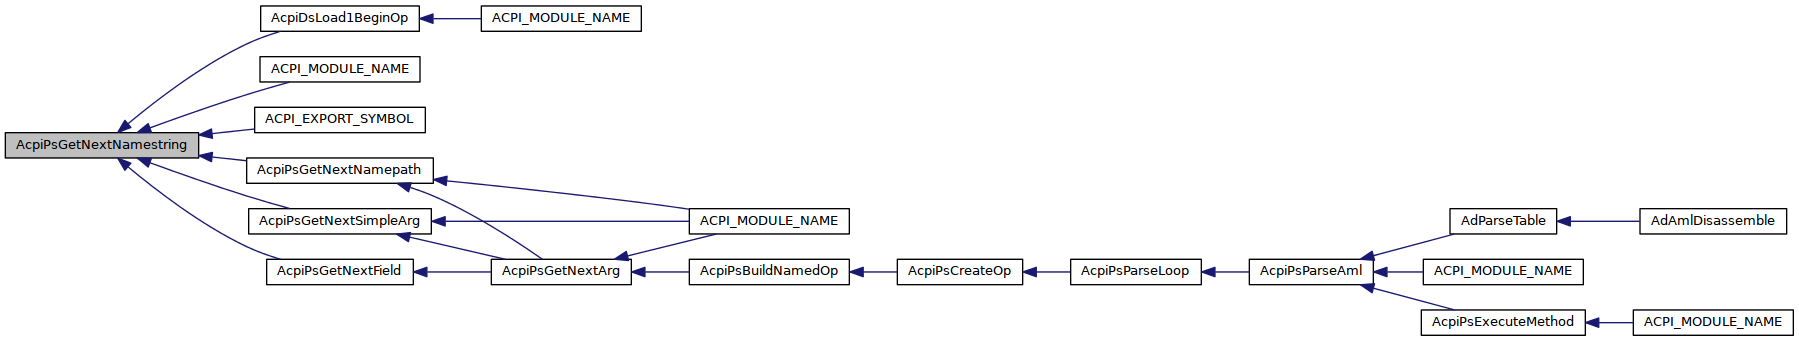 AcpiDsLoad1BeginOp
ACPI_MODULE_NAME
ACPI_MODULE_NAME
ACPI_EXPORT_SYMBOL
AcpiPsGetNextNamestring
AcpiPsGetNextNamepath
AcpiPsGetNextSimpleArg
ACPI_MODULE_NAME
AdParseTable
AdAmlDisassemble
AcpiPsGetNextField
AcpiPsGetNextArg
AcpiPsBuildNamedOp
AcpiPsCreateOp
AcpiPsParseLoop
AcpiPsParseAml
ACPI_MODULE_NAME
AcpiPsExecuteMethod
ACPI_MODULE_NAME